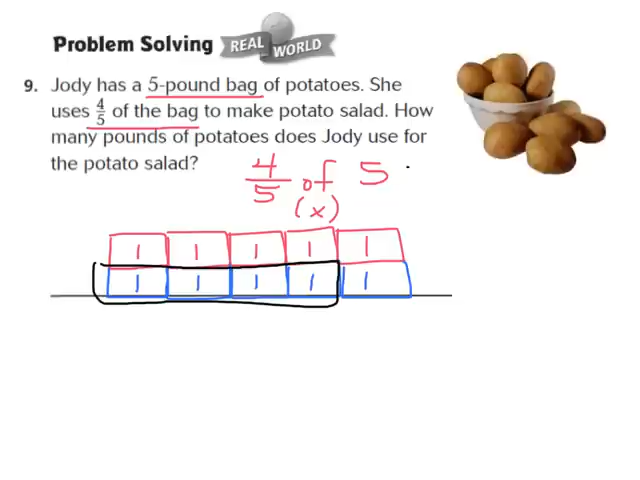 Problem Solving REAL WORLD
9. Jody has a 5-pound bag of potatoes. She
uses 4/5 of the bag to make potato salad. How
many pounds of potatoes does Jody use for
the potato salad?
4/5 of 5
(x)
1 1 1 1 1
1 1 1 1 1